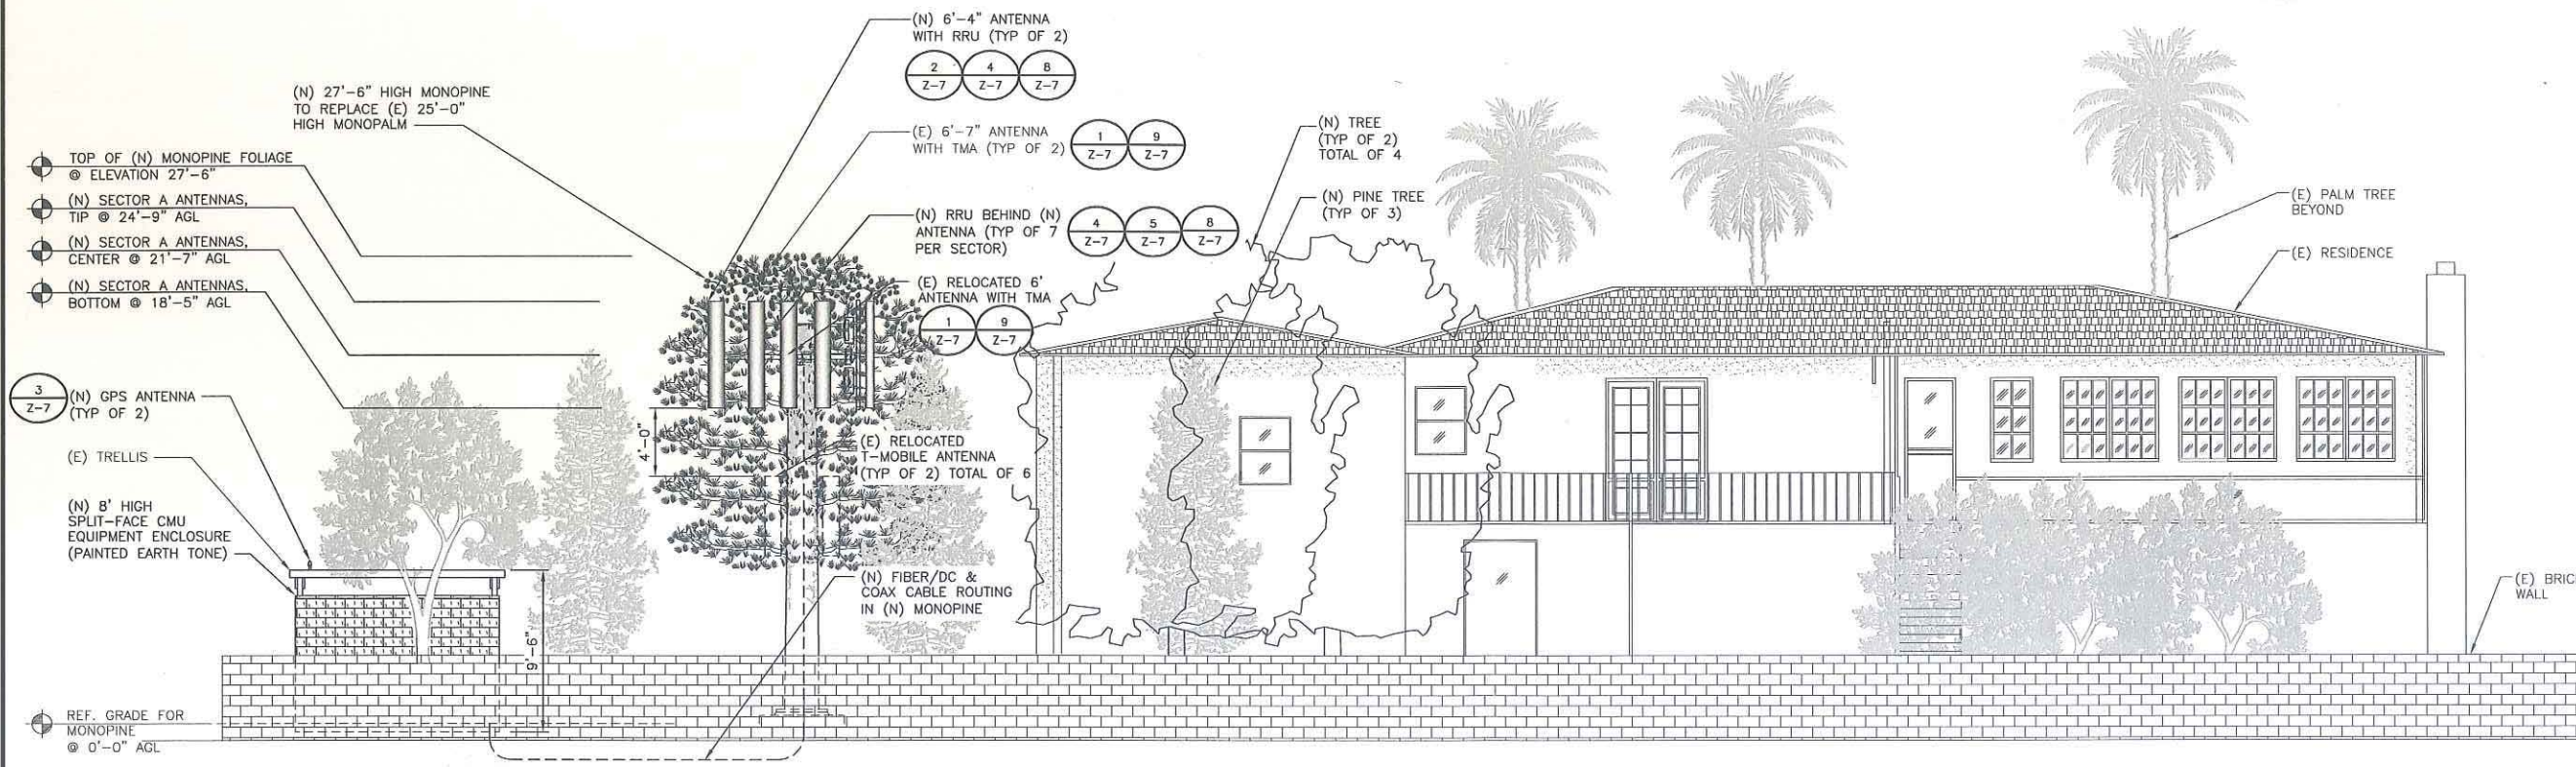 (N) 6'-4" ANTENNA
WITH RRU (TYP OF 2)
2
Z-7
4
Z-7
8
Z-7
(N) 27'-6" HIGH MONOPINE
TO REPLACE (E) 25'-0"
HIGH MONOPALM
(E) 6'-7" ANTENNA
WITH TMA (TYP OF 2)
1
Z-7
9
Z-7
(N) TREE
(TYP OF 2)
TOTAL OF 4
TOP OF (N) MONOPINE FOLIAGE
@ ELEVATION 27'-6"
(N) SECTOR A ANTENNAS,
TIP @ 24'-9" AGL
(N) SECTOR A ANTENNAS,
CENTER @ 21'-7" AGL
(N) SECTOR A ANTENNAS,
BOTTOM @ 18'-5" AGL
(N) RRU BEHIND (N)
ANTENNA (TYP OF 7
PER SECTOR)
4
Z-7
5
Z-7
8
Z-7
(N) PINE TREE
(TYP OF 3)
(E) PALM TREE
BEYOND
(E) RESIDENCE
(E) RELOCATED 6'
ANTENNA WITH TMA
1
Z-7
9
Z-7
3
Z-7
(N) GPS ANTENNA
(TYP OF 2)
(E) TRELLIS
(N) 8' HIGH
SPLIT-FACE CMU
EQUIPMENT ENCLOSURE
(PAINTED EARTH TONE)
4'-0"
(E) RELOCATED
T-MOBILE ANTENNA
(TYP OF 2) TOTAL OF 6
(N) FIBER/DC &
COAX CABLE ROUTING
IN (N) MONOPINE
9'-6"
(E) BRIC
WALL
REF. GRADE FOR
MONOPINE
@ 0'-0" AGL